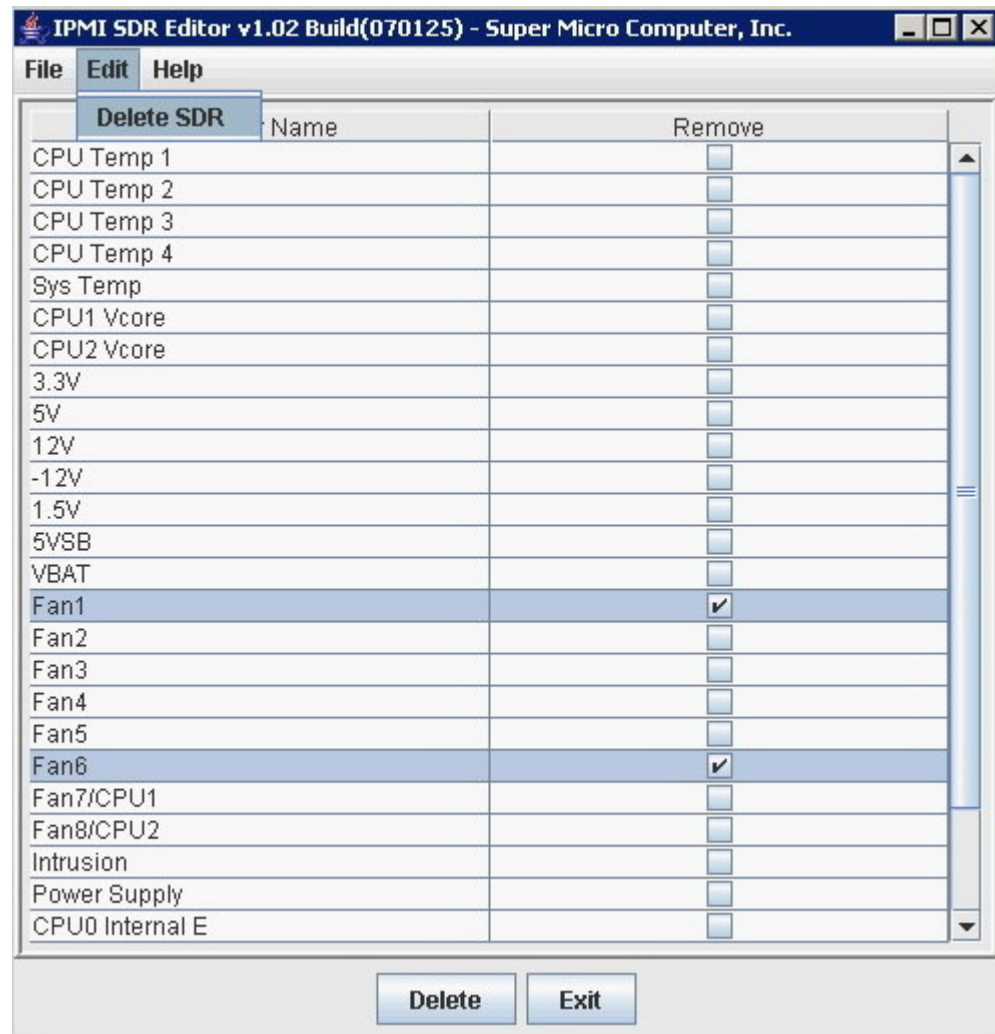 IPMI SDR Editor v1.02 Build(070125) - Super Micro Computer, Inc.
File Edit Help
Delete SDR
Name Remove
CPU Temp 1
CPU Temp 2
CPU Temp 3
CPU Temp 4
Sys Temp
CPU1 Vcore
CPU2 Vcore
3.3V
5V
12V
-12V
1.5V
5VSB
VBAT
Fan1
Fan2
Fan3
Fan4
Fan5
Fan6
Fan7/CPU1
Fan8/CPU2
Intrusion
Power Supply
CPU0 Internal E
Delete Exit